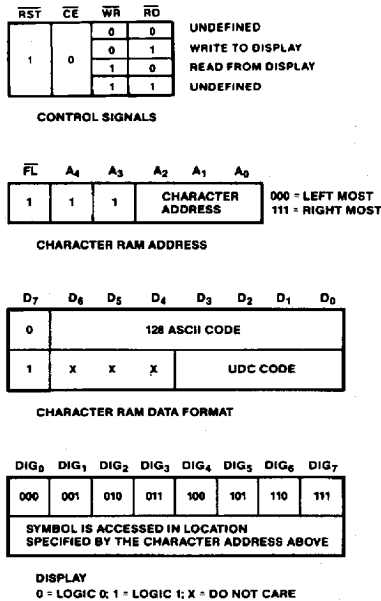 RST CE WR RD
0 0 UNDEFINED
0 1 WRITE TO DISPLAY
1 0
1 0 READ FROM DISPLAY
1 1 UNDEFINED
CONTROL SIGNALS
FL A4 A3 A2 A1 A0
1 1 1 CHARACTER ADDRESS 000 = LEFT MOST
111 = RIGHT MOST
CHARACTER RAM ADDRESS
D7 D6 D5 D4 D3 D2 D1 D0
0 128 ASCII CODE
1 X X X UDC CODE
CHARACTER RAM DATA FORMAT
DIG0 DIG1 DIG2 DIG3 DIG4 DIG5 DIG6 DIG7
000 001 010 011 100 101 110 111
SYMBOL IS ACCESSED IN LOCATION
SPECIFIED BY THE CHARACTER ADDRESS ABOVE
DISPLAY
0 = LOGIC 0; 1 = LOGIC 1; X = DO NOT CARE